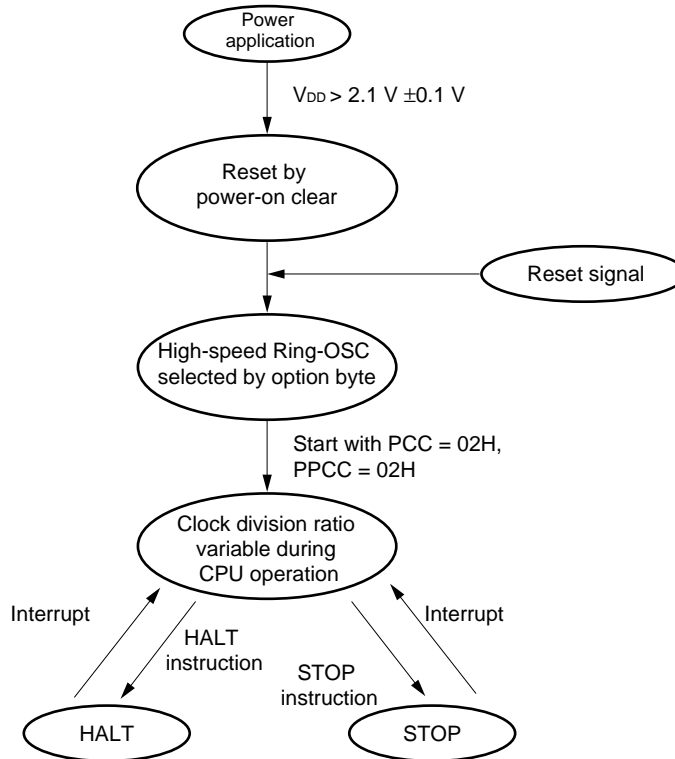 Power
application
VDD > 2.1 V ±0.1 V
Reset by
power-on clear
Reset signal
High-speed Ring-OSC
selected by option byte
Start with PCC = 02H,
PPCC = 02H
Clock division ratio
variable during
CPU operation
Interrupt
HALT
instruction
STOP
instruction
Interrupt
HALT
STOP